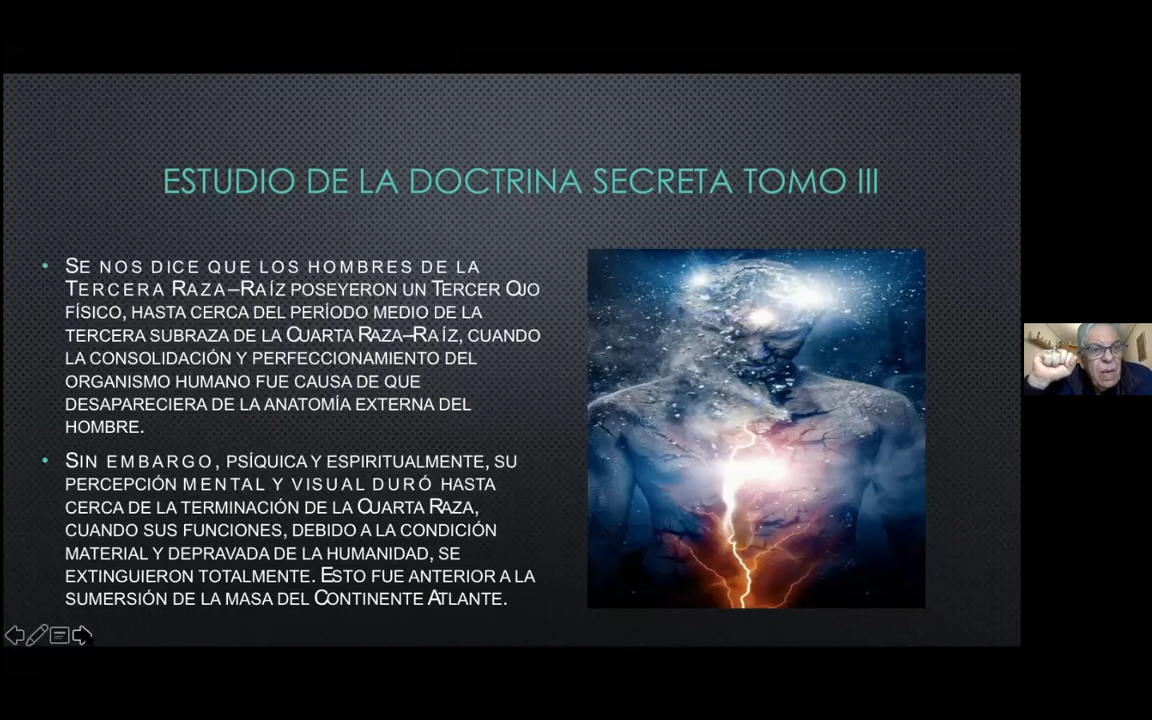 ESTUDIO DE LA DOCTRINA SECRETA TOMO III
• SE NOS DICE QUE LOS HOMBRES DE LA
TERCERA RAZA–RAÍZ POSEYERON UN TERCER OJO
FÍSICO, HASTA CERCA DEL PERÍODO MEDIO DE LA
TERCERA SUBRAZA DE LA CUARTA RAZA–RAÍZ, CUANDO
LA CONSOLIDACIÓN Y PERFECCIONAMIENTO DEL
ORGANISMO HUMANO FUE CAUSA DE QUE
DESAPARECIERA DE LA ANATOMÍA EXTERNA DEL
HOMBRE.
• SIN EMBARGO, PSÍQUICA Y ESPIRITUALMENTE, SU
PERCEPCIÓN MENTAL Y VISUAL DURÓ HASTA
CERCA DE LA TERMINACIÓN DE LA CUARTA RAZA,
CUANDO SUS FUNCIONES, DEBIDO A LA CONDICIÓN
MATERIAL Y DEPRAVADA DE LA HUMANIDAD, SE
EXTINGUIERON TOTALMENTE. ESTO FUE ANTERIOR A LA
SUMERSIÓN DE LA MASA DEL CONTINENTE ATLANTE.